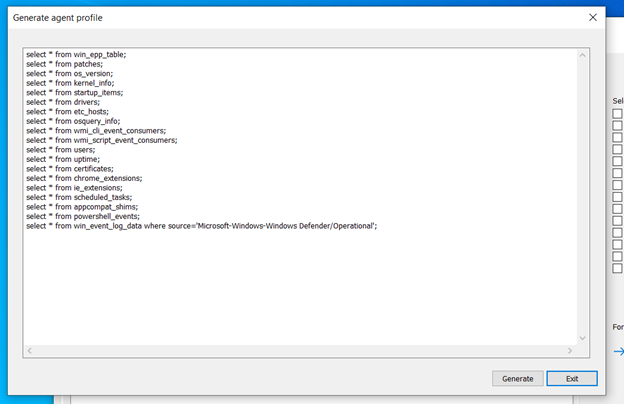 Generate agent profile
select * from win_epp_table;
select * from patches;
select * from os_version;
select * from kernel_info;
select * from startup_items;
select * from drivers;
select * from etc_hosts;
select * from osquery_info;
select * from wmi_cli_event_consumers;
select * from wmi_script_event_consumers;
select * from users;
select * from uptime;
select * from certificates;
select * from chrome_extensions;
select * from ie_extensions;
select * from scheduled_tasks;
select * from appcompat_shims;
select * from powershell_events;
select * from win_event_log_data where source='Microsoft-Windows-Windows Defender/Operational';
Sel
For
Generate
Exit